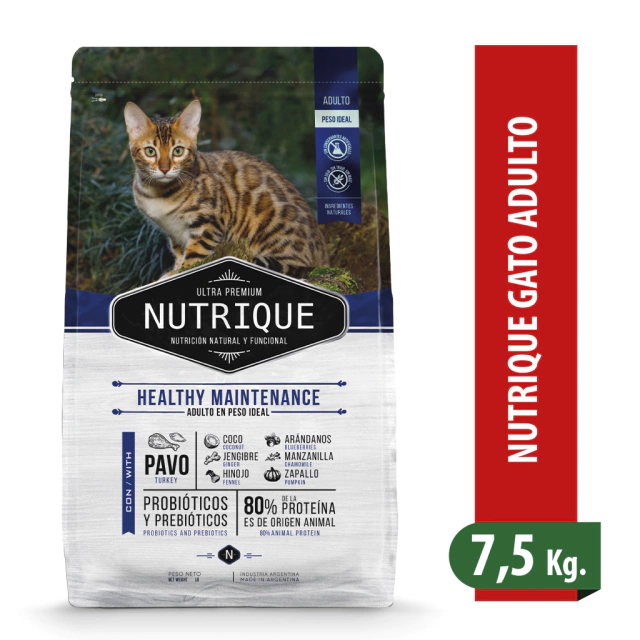 ADULTO
PESO IDEAL
INGREDIENTES
NATURALES
ULTRA PREMIUM
NUTRIQUE
NUTRICIÓN NATURAL Y FUNCIONAL
HEALTHY MAINTENANCE
ADULTO EN PESO IDEAL
CON / WITH
PAVO
TURKEY
COCO
COCONUT
JENGIBRE
GINGER
HINOJO
FENNEL
ARÁNDANOS
BLUEBERRIES
MANZANILLA
CHAMOMILE
ZAPALLO
PUMPKIN
PROBIÓTICOS
Y PREBIÓTICOS
PROBIOTICS AND PREBIOTICS
80% DE LA PROTEÍNA
ES DE ORIGEN ANIMAL
80% ANIMAL PROTEIN
N
PESO NETO
NET WEIGHT
INDUSTRIA ARGENTINA
MADE IN ARGENTINA
NUTRIQUE GATO ADULTO
7,5 Kg.